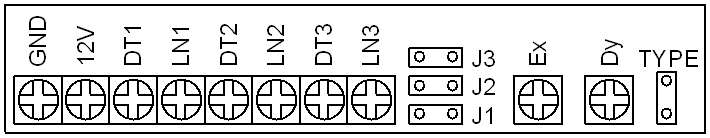 GND
12V
DT1
LN1
DT2
LN2
DT3
LN3
J3
J2
J1
Ex
Dy
TYPE